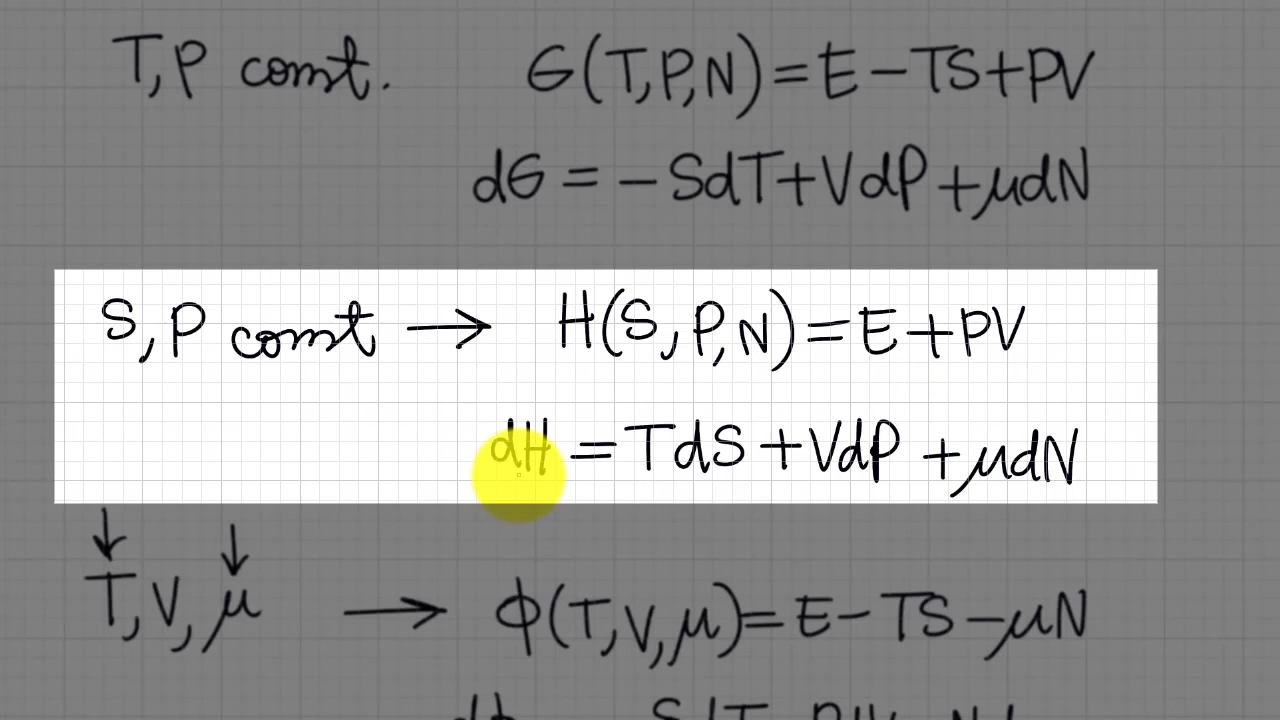 T,P const. G(T,P,N)=E-TS+PV
dG = -SdT+VdP+μdN
S,P const → H(S,P,N)=E+PV
dH = TdS+VdP+μdN
↓ ↓
T,V,μ → Φ(T,V,μ)=E-TS-μN